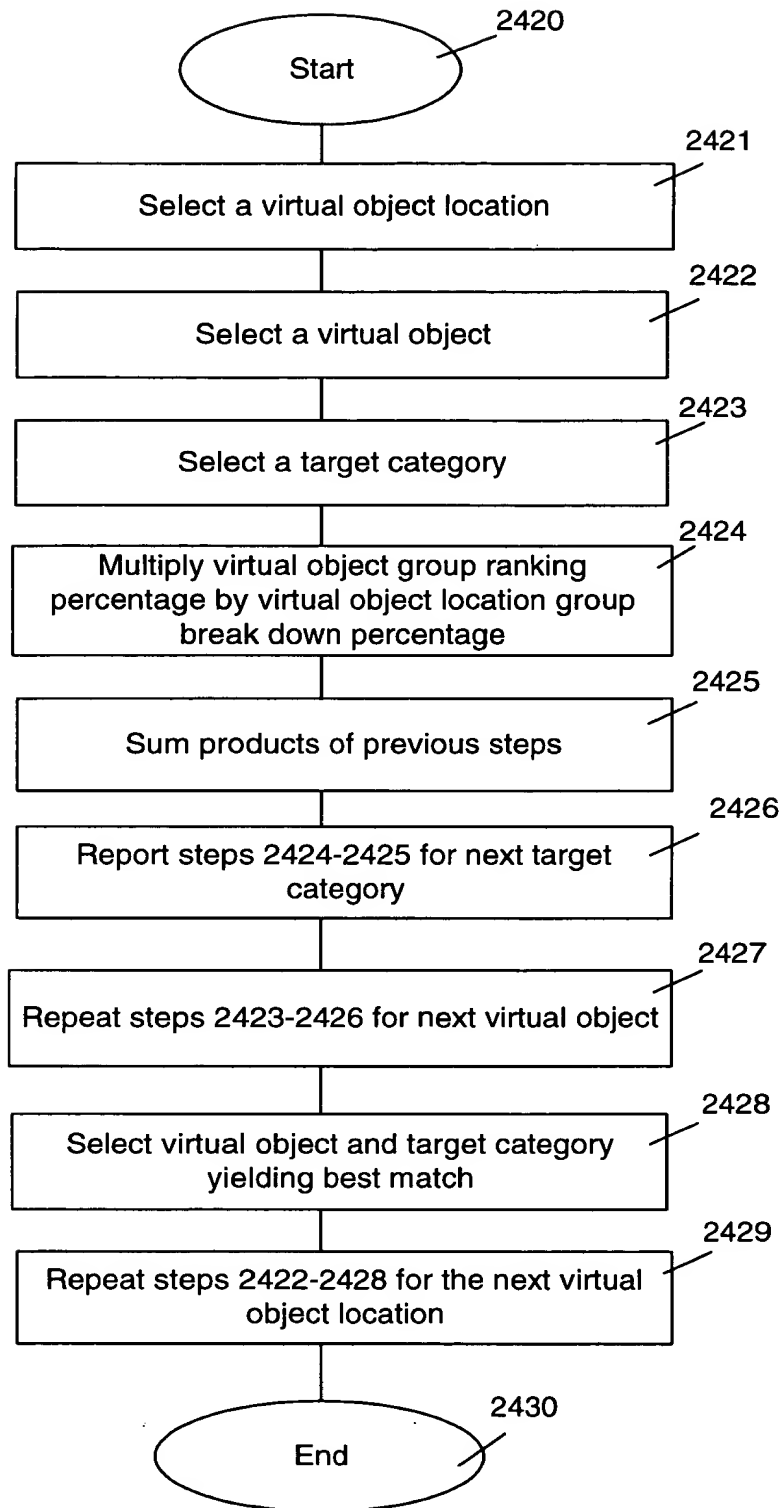 2420
Start
2421
Select a virtual object location
2422
Select a virtual object
2423
Select a target category
2424
Multiply virtual object group ranking
percentage by virtual object location group
break down percentage
2425
Sum products of previous steps
2426
Report steps 2424-2425 for next target
category
2427
Repeat steps 2423-2426 for next virtual object
2428
Select virtual object and target category
yielding best match
2429
Repeat steps 2422-2428 for the next virtual
object location
2430
End